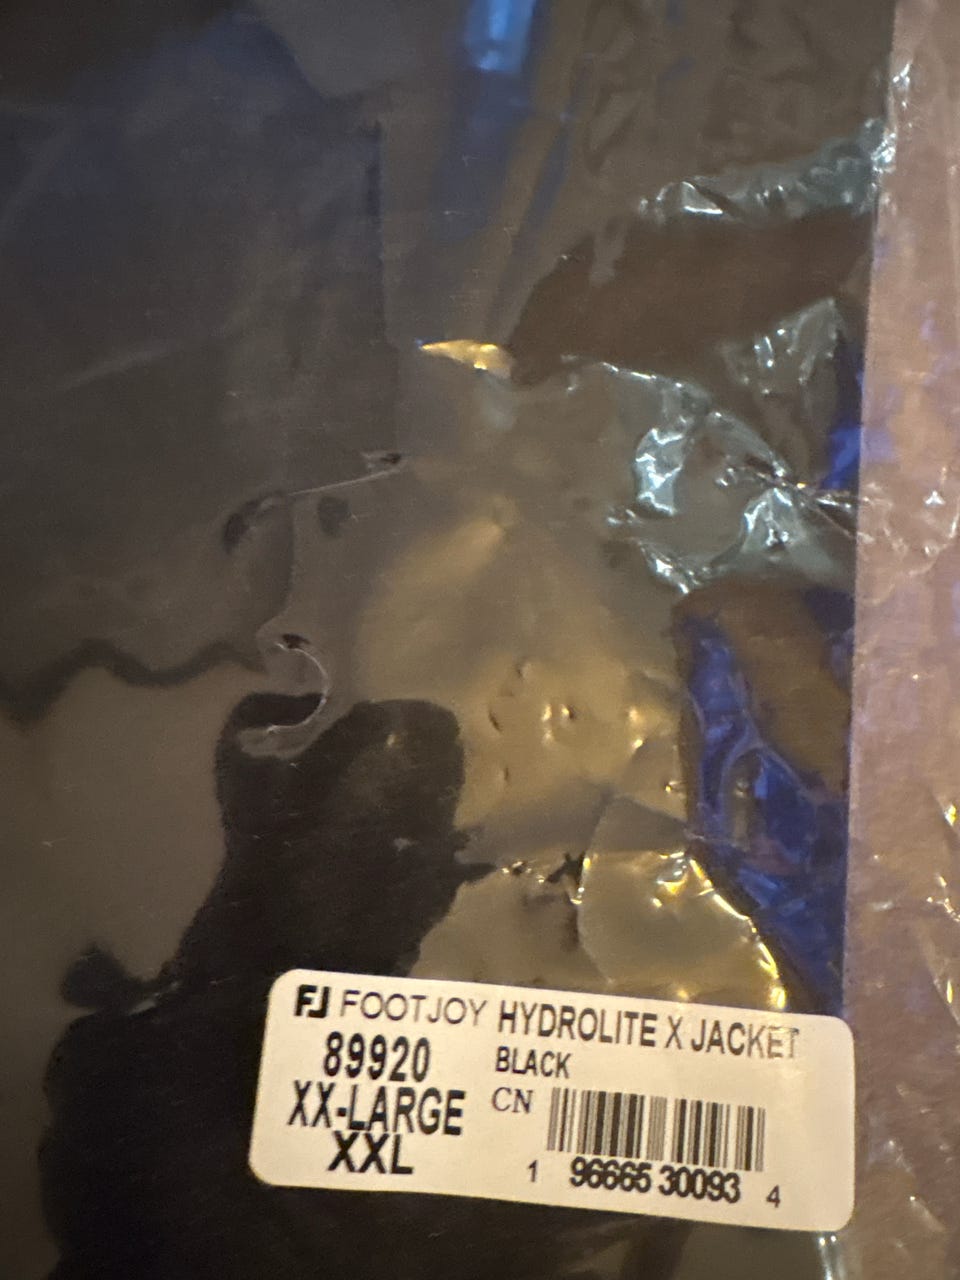 FJ FOOTJOY HYDROLITE X JACKET
89920 BLACK
XX-LARGE CN
XXL
1 96665 30093 4